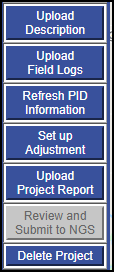 Upload
Description
Upload
Field Logs
Refresh PID
Information
Set up
Adjustment
Upload
Project Report
Review and
Submit to NGS
Delete Project